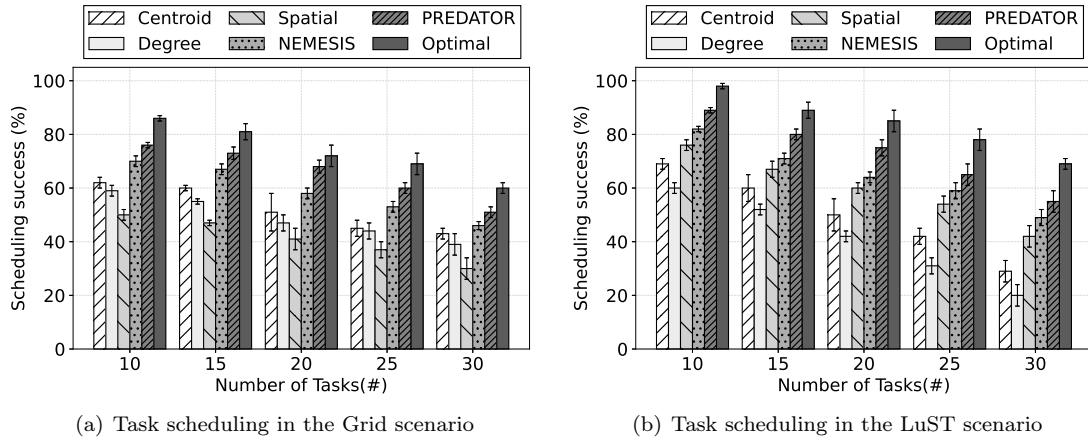 Centroid Spatial PREDATOR
Degree NEMESIS Optimal
Scheduling success (%)
100
80
60
40
20
0
10 15 20 25 30
Number of Tasks(#)
(a) Task scheduling in the Grid scenario
Centroid Spatial PREDATOR
Degree NEMESIS Optimal
Scheduling success (%)
100
80
60
40
20
0
10 15 20 25 30
Number of Tasks(#)
(b) Task scheduling in the LuST scenario